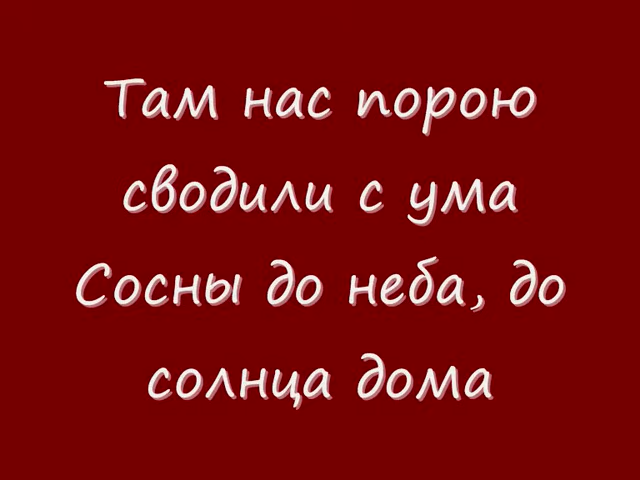 Там нас порою
сводили с ума
Сосны до неба, до
солнца дома